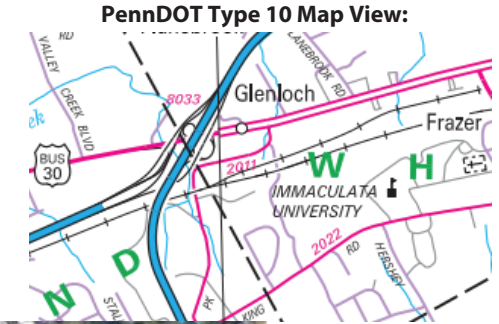 PennDOT Type 10 Map View:
RD
VALLEY
CREEK BLVD
LANEBROOK RD
8033
Glenloch
ek
Frazer
BUS
30
2011
W H
IMMACULATA
UNIVERSITY
2022
RD
HERSHEY
N D
PK
KING